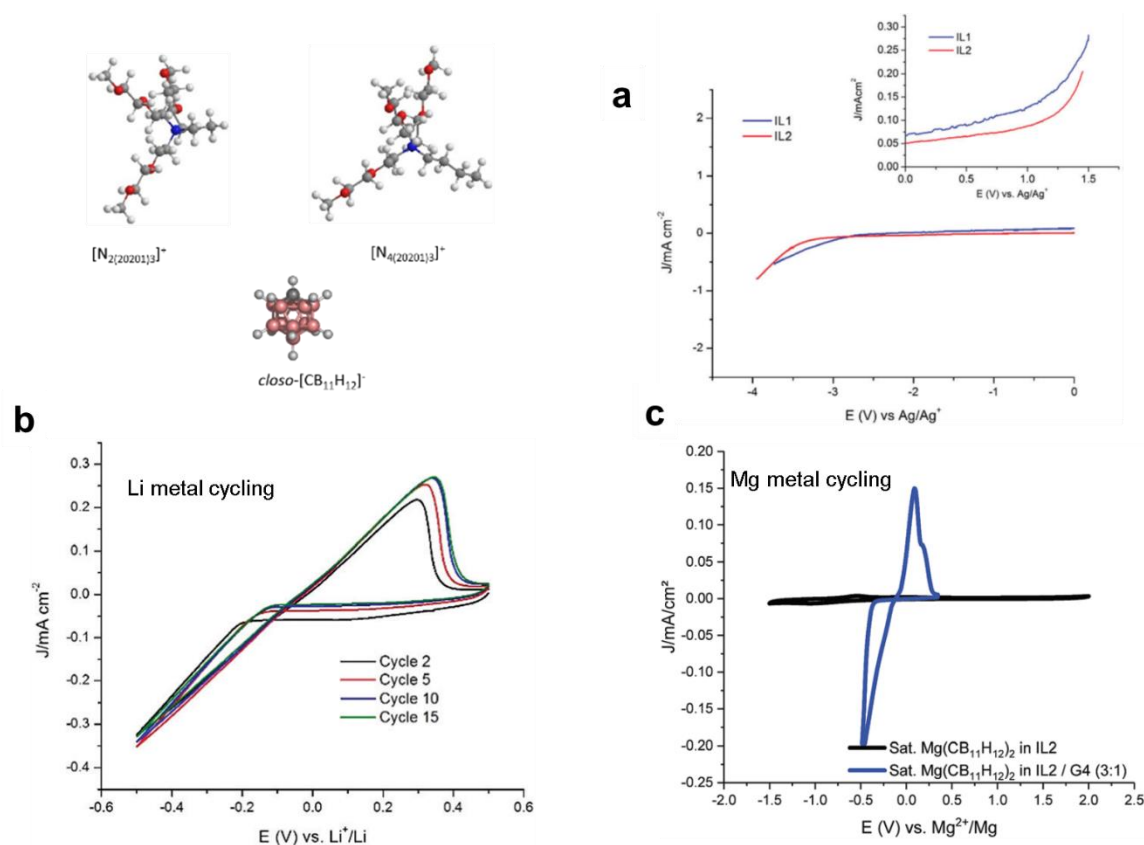 [N2(20201)3]+
[N4(20201)3]+
closo-[CB11H12]-
a
IL1
IL2
2
1
0
-1
-2
J/mA cm-2
-4
-3
-2
-1
0
E (V) vs Ag/Ag+
IL1
IL2
0.30
0.25
0.20
0.15
0.10
0.05
0.00
J/mAcm2
0.0
0.5
1.0
1.5
E (V) vs. Ag/Ag+
b
Li metal cycling
0.3
0.2
0.1
0.0
-0.1
-0.2
-0.3
-0.4
J/mA cm-2
Cycle 2
Cycle 5
Cycle 10
Cycle 15
-0.6
-0.4
-0.2
0.0
0.2
0.4
0.6
E (V) vs. Li+/Li
c
Mg metal cycling
0.20
0.15
0.10
0.05
0.00
-0.05
-0.10
-0.15
-0.20
-0.25
J/mA/cm²
Sat. Mg(CB11H12)2 in IL2
Sat. Mg(CB11H12)2 in IL2 / G4 (3:1)
-2.0
-1.5
-1.0
-0.5
0.0
0.5
1.0
1.5
2.0
2.5
E (V) vs. Mg2+/Mg